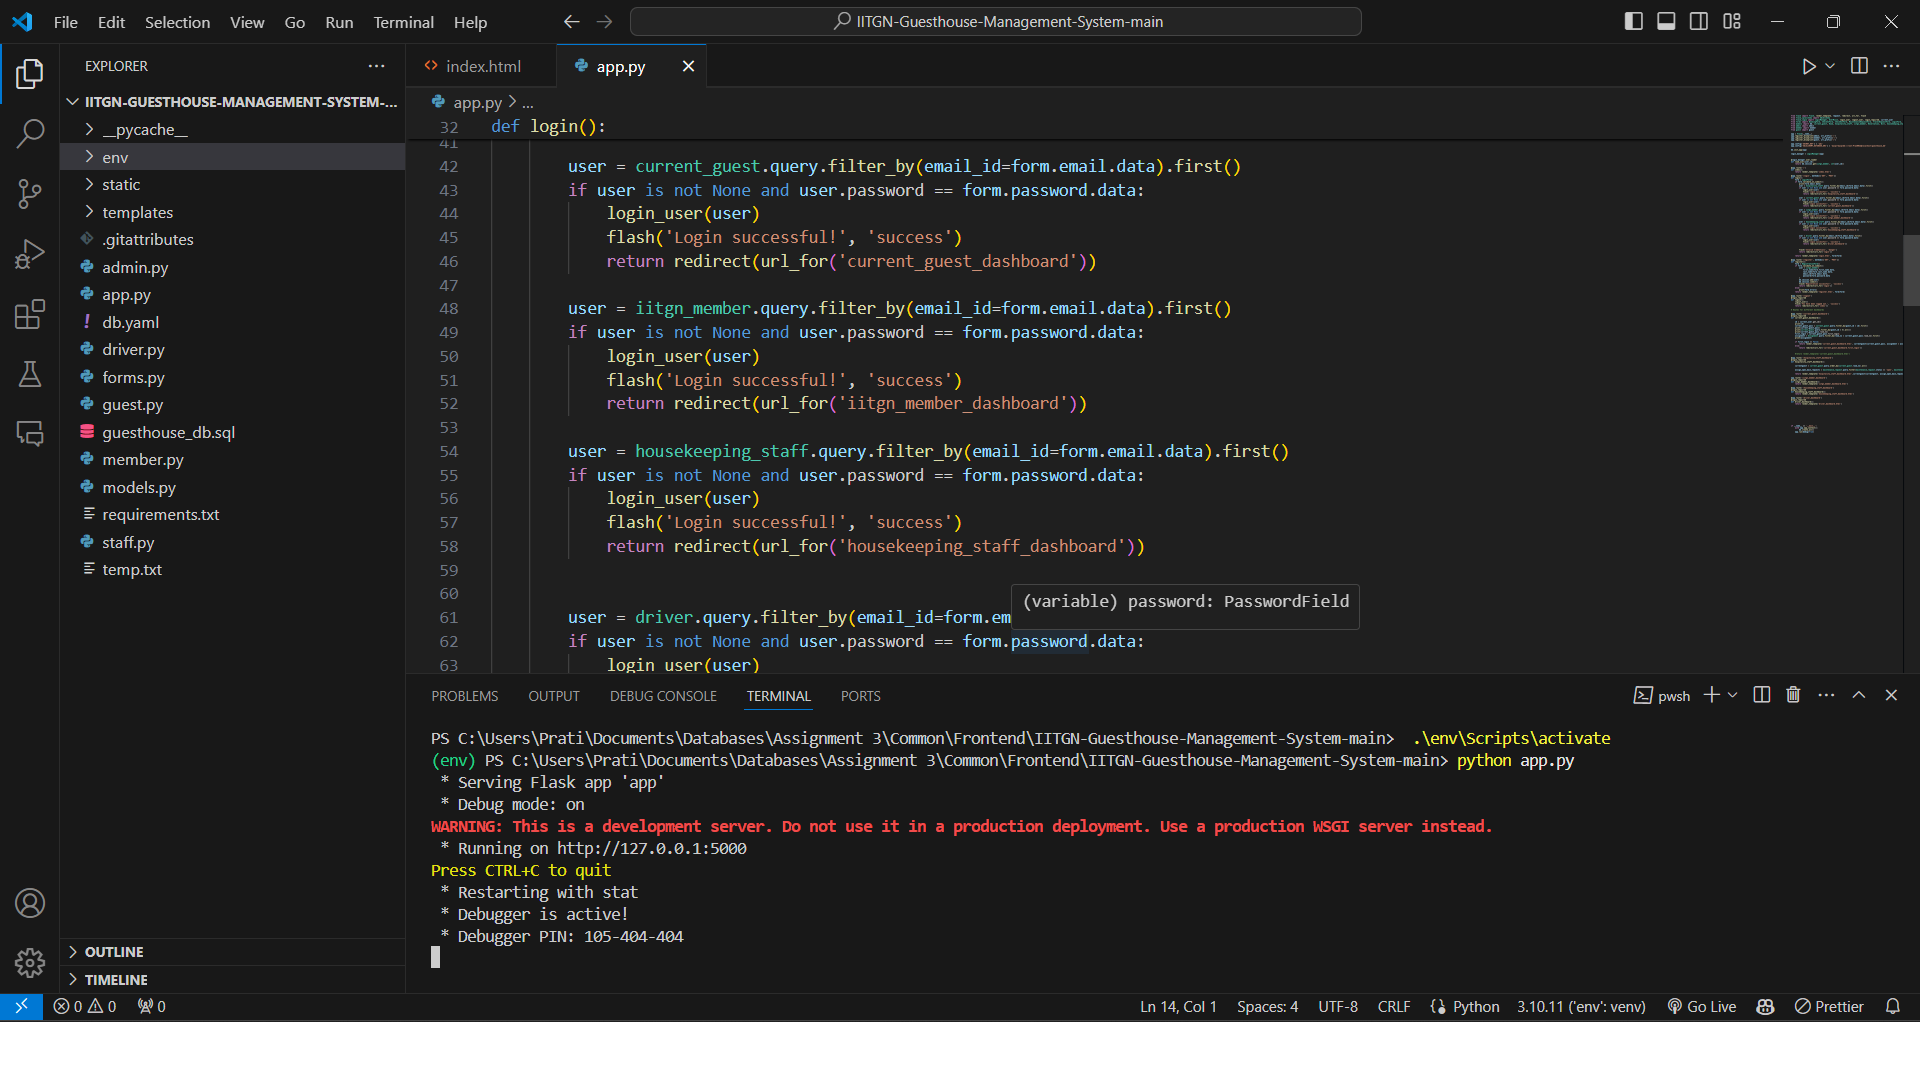 File Edit Selection View Go Run Terminal Help
IITGN-Guesthouse-Management-System-main
EXPLORER
IITGN-GUESTHOUSE-MANAGEMENT-SYSTEM-...
__pycache__
env
static
templates
.gitattributes
admin.py
app.py
db.yaml
driver.py
forms.py
guest.py
guesthouse_db.sql
member.py
models.py
requirements.txt
staff.py
temp.txt
OUTLINE
TIMELINE
index.html app.py
app.py > ...
32 def login():
41
42 user = current_guest.query.filter_by(email_id=form.email.data).first()
43 if user is not None and user.password == form.password.data:
44 login_user(user)
45 flash('Login successful!', 'success')
46 return redirect(url_for('current_guest_dashboard'))
47
48 user = iitgn_member.query.filter_by(email_id=form.email.data).first()
49 if user is not None and user.password == form.password.data:
50 login_user(user)
51 flash('Login successful!', 'success')
52 return redirect(url_for('iitgn_member_dashboard'))
53
54 user = housekeeping_staff.query.filter_by(email_id=form.email.data).first()
55 if user is not None and user.password == form.password.data:
56 login_user(user)
57 flash('Login successful!', 'success')
58 return redirect(url_for('housekeeping_staff_dashboard'))
59
60
(variable) password: PasswordField
61 user = driver.query.filter_by(email_id=form.em
62 if user is not None and user.password == form.password.data:
63 login_user(user)
PROBLEMS OUTPUT DEBUG CONSOLE TERMINAL PORTS
pwsh
PS C:\Users\Prati\Documents\Databases\Assignment 3\Common\Frontend\IITGN-Guesthouse-Management-System-main> .\env\Scripts\activate
(env) PS C:\Users\Prati\Documents\Databases\Assignment 3\Common\Frontend\IITGN-Guesthouse-Management-System-main> python app.py
* Serving Flask app 'app'
* Debug mode: on
WARNING: This is a development server. Do not use it in a production deployment. Use a production WSGI server instead.
* Running on http://127.0.0.1:5000
Press CTRL+C to quit
* Restarting with stat
* Debugger is active!
* Debugger PIN: 105-404-404
0 0 0
Ln 14, Col 1 Spaces: 4 UTF-8 CRLF Python 3.10.11 ('env': venv) Go Live Prettier